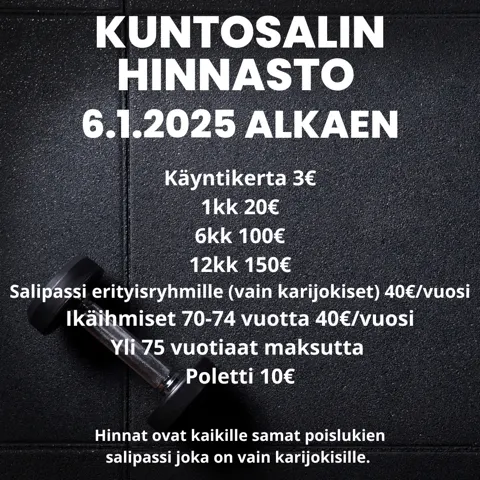 KUNTOSALIN
HINNASTO
6.1.2025 ALKAEN
Käyntikerta 3€
1kk 20€
6kk 100€
12kk 150€
Salipassi erityisryhmille (vain karijokiset) 40€/vuosi
Ikäihmiset 70-74 vuotta 40€/vuosi
Yli 75 vuotiaat maksutta
Poletti 10€
Hinnat ovat kaikille samat poislukien
salipassi joka on vain karijokisille.